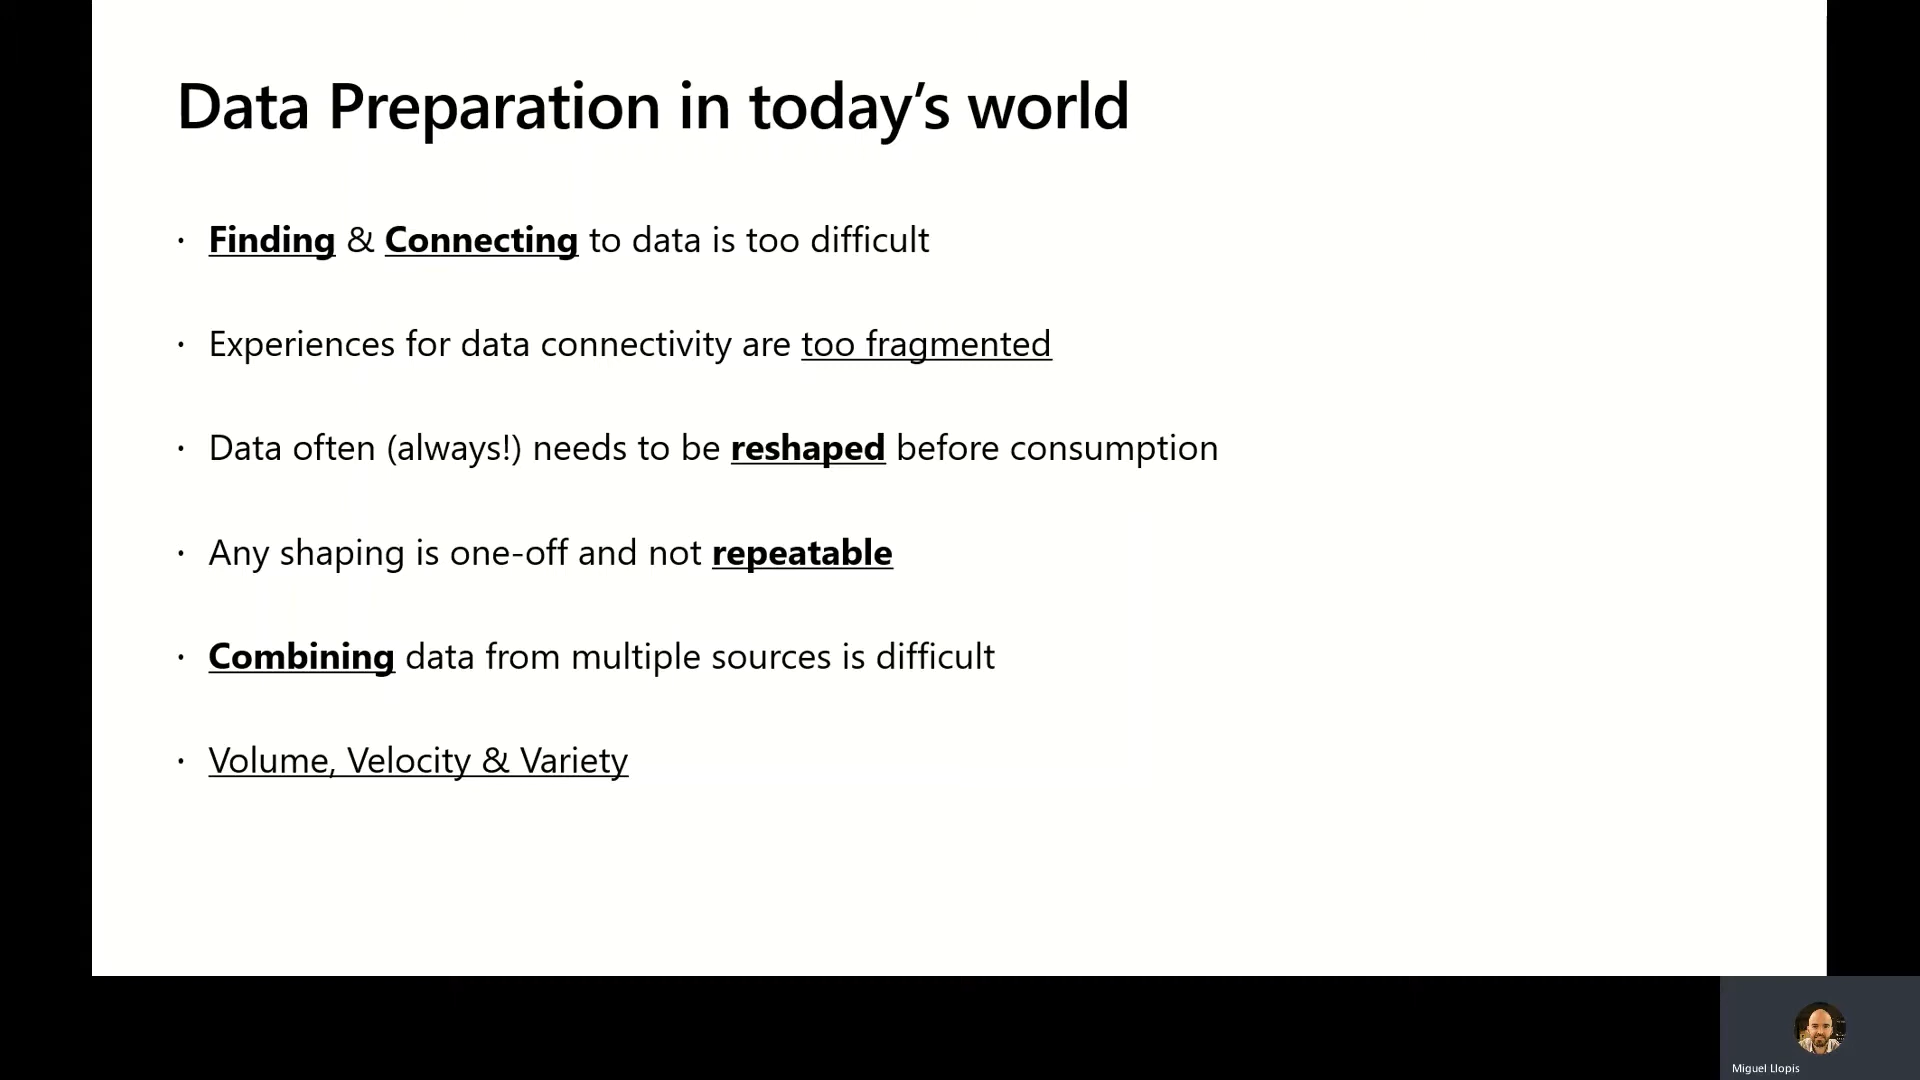 Data Preparation in today’s world
· Finding & Connecting to data is too difficult
· Experiences for data connectivity are too fragmented
· Data often (always!) needs to be reshaped before consumption
· Any shaping is one-off and not repeatable
· Combining data from multiple sources is difficult
· Volume, Velocity & Variety
Miguel Llopis